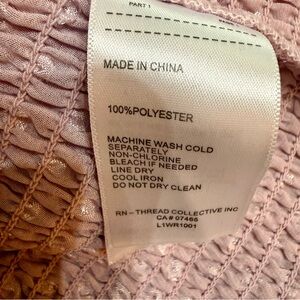 PART 1
MADE IN CHINA
100%POLYESTER
MACHINE WASH COLD
SEPARATELY
NON-CHLORINE
BLEACH IF NEEDED
LINE DRY
COOL IRON
DO NOT DRY CLEAN
RN - THREAD COLLECTIVE INC
CA# 07466
L1WR1001